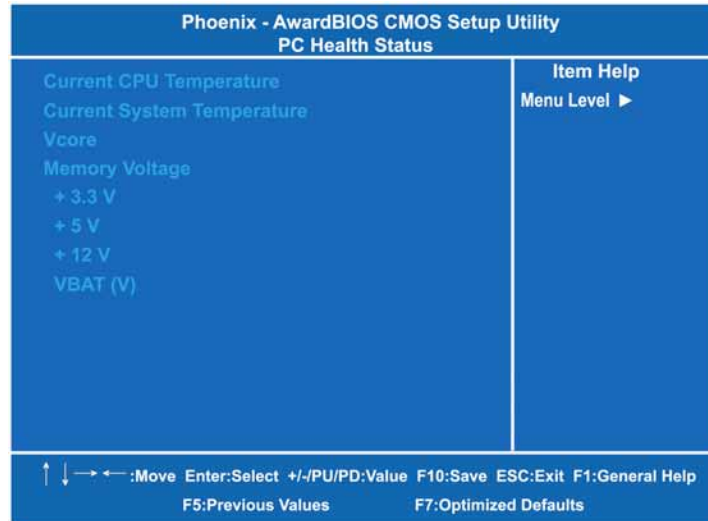 Phoenix - AwardBIOS CMOS Setup Utility
PC Health Status
Current CPU Temperature
Current System Temperature
Vcore
Memory Voltage
+ 3.3 V
+ 5 V
+ 12 V
VBAT (V)
Item Help
Menu Level ►
↑ ↓ → ← :Move Enter:Select +/-/PU/PD:Value F10:Save ESC:Exit F1:General Help
F5:Previous Values F7:Optimized Defaults